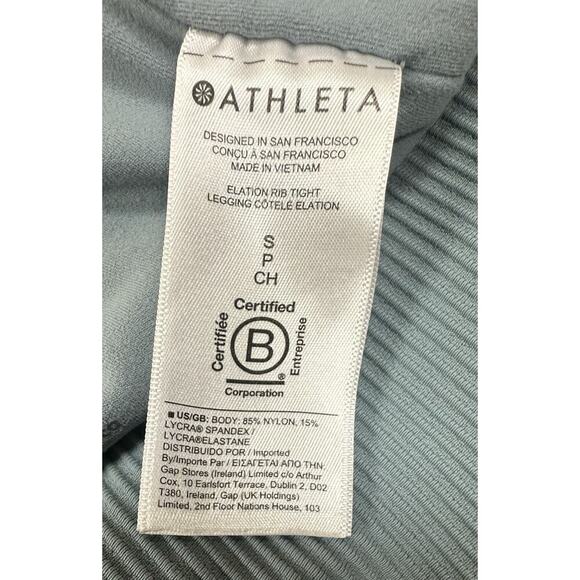 ATHLETA
DESIGNED IN SAN FRANCISCO
CONÇU À SAN FRANCISCO
MADE IN VIETNAM
ELATION RIB TIGHT
LEGGING CÔTELÉ ELATION
S
P
CH
Certified
Certifiée
B
Entreprise
®
Corporation
■ US/GB: BODY: 85% NYLON, 15%
LYCRA® SPANDEX /
LYCRA®ELASTANE
DISTRIBUIDO POR / Imported
By/Importe Par / ΕΙΣΑΓΕΤΑΙ ΑΠΟ ΤΗΝ:
Gap Stores (Ireland) Limited c/o Arthur
Cox, 10 Earlsfort Terrace, Dublin 2, D02
T380, Ireland, Gap (UK Holdings)
Limited, 2nd Floor Nations House, 103